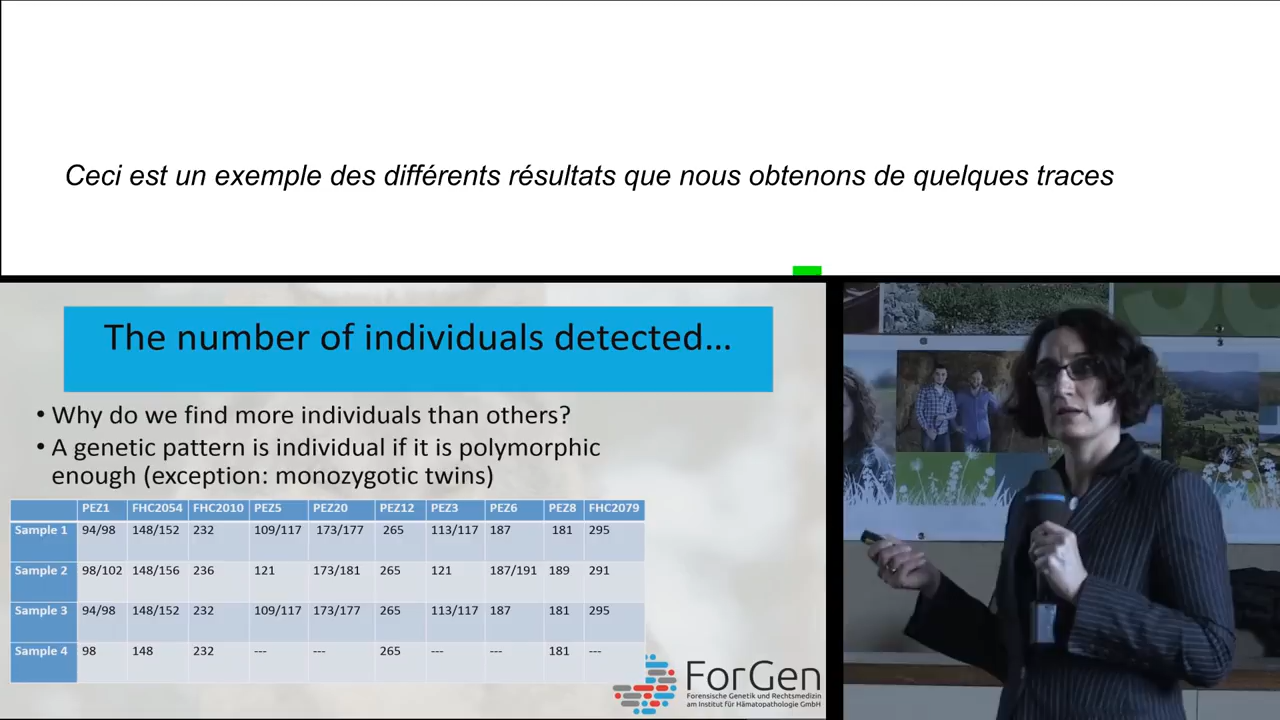 Ceci est un exemple des différents résultats que nous obtenons de quelques traces
The number of individuals detected...
• Why do we find more individuals than others?
• A genetic pattern is individual if it is polymorphic
enough (exception: monozygotic twins)
PEZ1 FHC2054 FHC2010 PEZ5 PEZ20 PEZ12 PEZ3 PEZ6 PEZ8 FHC2079
Sample 1 94/98 148/152 232 109/117 173/177 265 113/117 187 181 295
Sample 2 98/102 148/156 236 121 173/181 265 121 187/191 189 291
Sample 3 94/98 148/152 232 109/117 173/177 265 113/117 187 181 295
Sample 4 98 148 232 --- --- 265 --- --- 181 ---
ForGen
Forensische Genetik und Rechtsmedizin
am Institut für Hämatopathologie GmbH